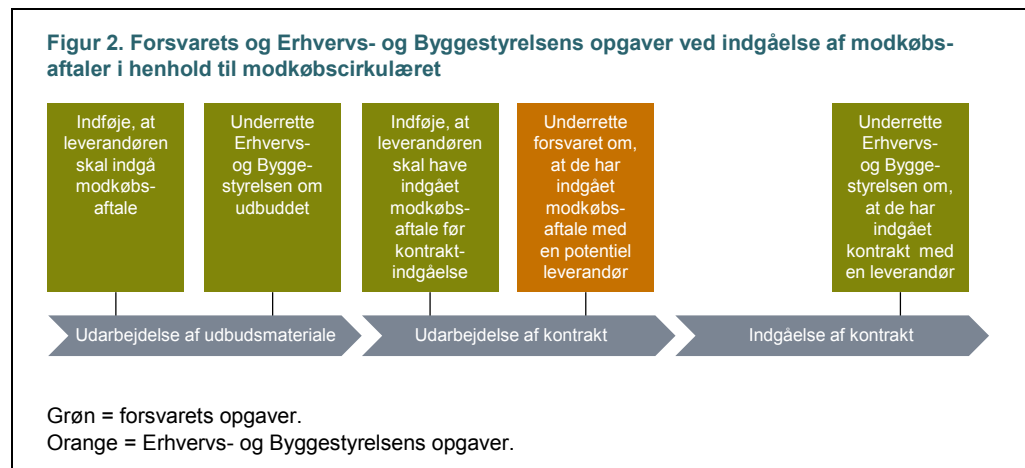 Figur 2. Forsvarets og Erhvervs- og Byggestyrelsens opgaver ved indgåelse af modkøbs-
aftaler i henhold til modkøbscirkulæret
Indføje, at
leverandøren
skal indgå
modkøbs-
aftale
Underrette
Erhvervs-
og Bygge-
styrelsen om
udbuddet
Indføje, at
leverandøren
skal have
indgået
modkøbs-
aftale før
kontrakt-
indgåelse
Underrette
forsvaret om,
at de har
indgået
modkøbs-
aftale med
en potentiel
leverandør
Underrette
Erhvervs-
og Bygge-
styrelsen om,
at de har
indgået
kontrakt med
en leverandør
Udarbejdelse af udbudsmateriale
Udarbejdelse af kontrakt
Indgåelse af kontrakt
Grøn = forsvarets opgaver.
Orange = Erhvervs- og Byggestyrelsens opgaver.